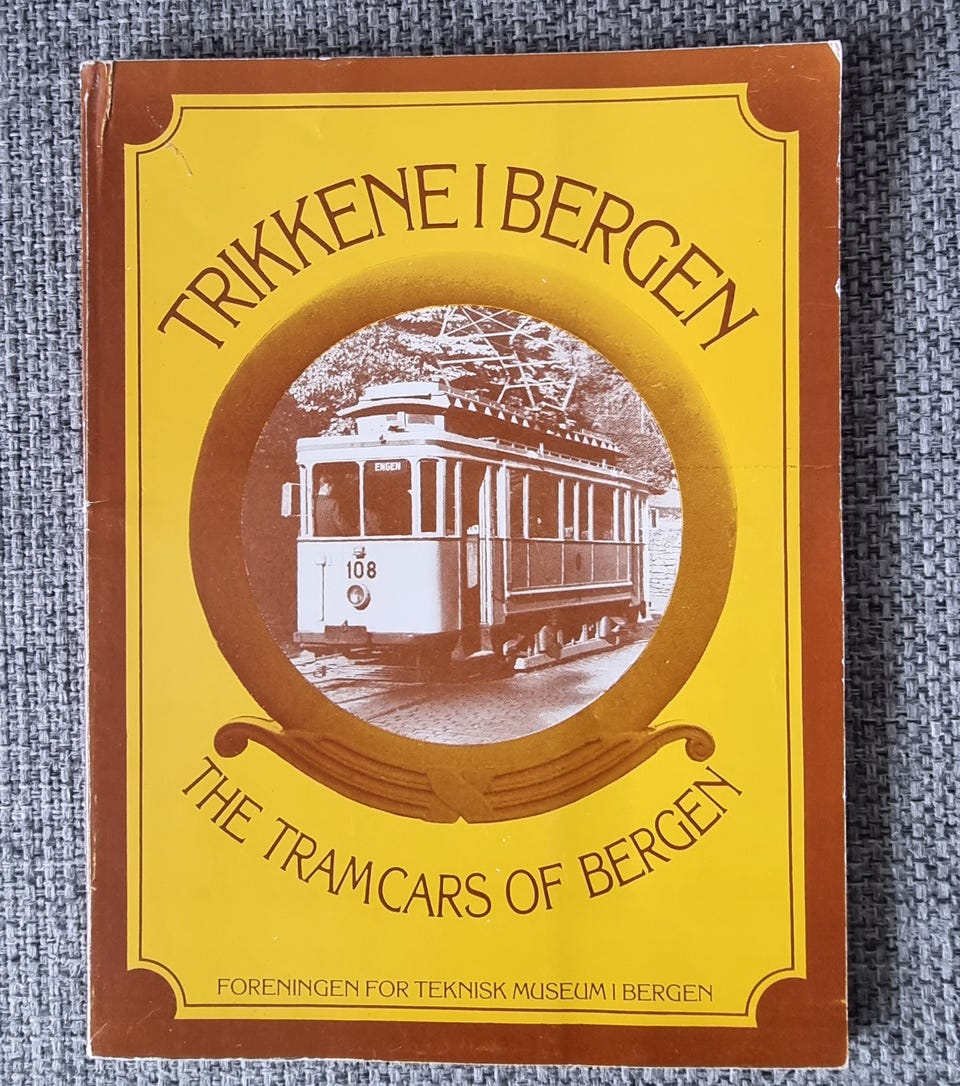 TRIKKENE I BERGEN
ENGEN
108
THE TRAMCARS OF BERGEN
FORENINGEN FOR TEKNISK MUSEUM I BERGEN